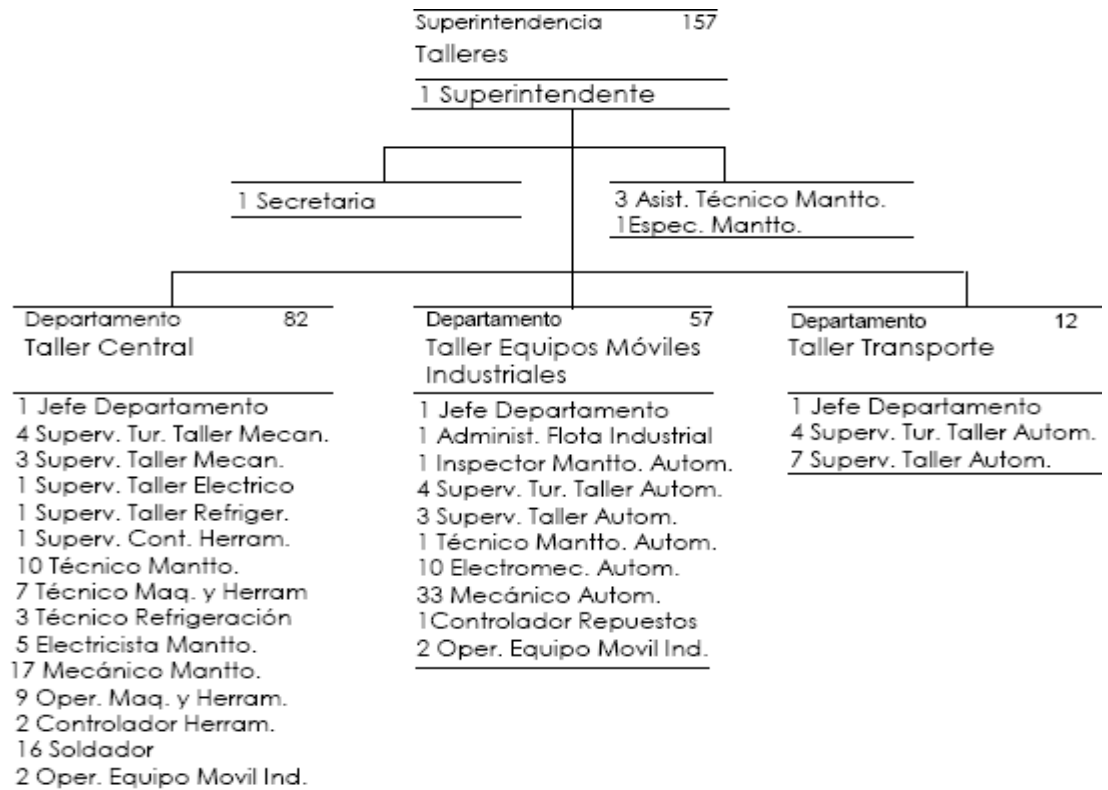 Superintendencia 157
Talleres
1 Superintendente
1 Secretaria
3 Asist. Técnico Mantto.
1Espec. Mantto.
Departamento 82
Taller Central
1 Jefe Departamento
4 Superv. Tur. Taller Mecan.
3 Superv. Taller Mecan.
1 Superv. Taller Electrico
1 Superv. Taller Refriger.
1 Superv. Cont. Herram.
10 Técnico Mantto.
7 Técnico Maq. y Herram
3 Técnico Refrigeración
5 Electricista Mantto.
17 Mecánico Mantto.
9 Oper. Maq. y Herram.
2 Controlador Herram.
16 Soldador
2 Oper. Equipo Movil Ind.
Departamento 57
Taller Equipos Móviles
Industriales
1 Jefe Departamento
1 Administ. Flota Industrial
1 Inspector Mantto. Autom.
4 Superv. Tur. Taller Autom.
3 Superv. Taller Autom.
1 Técnico Mantto. Autom.
10 Electromec. Autom.
33 Mecánico Autom.
1Controlador Repuestos
2 Oper. Equipo Movil Ind.
Departamento 12
Taller Transporte
1 Jefe Departamento
4 Superv. Tur. Taller Autom.
7 Superv. Taller Autom.